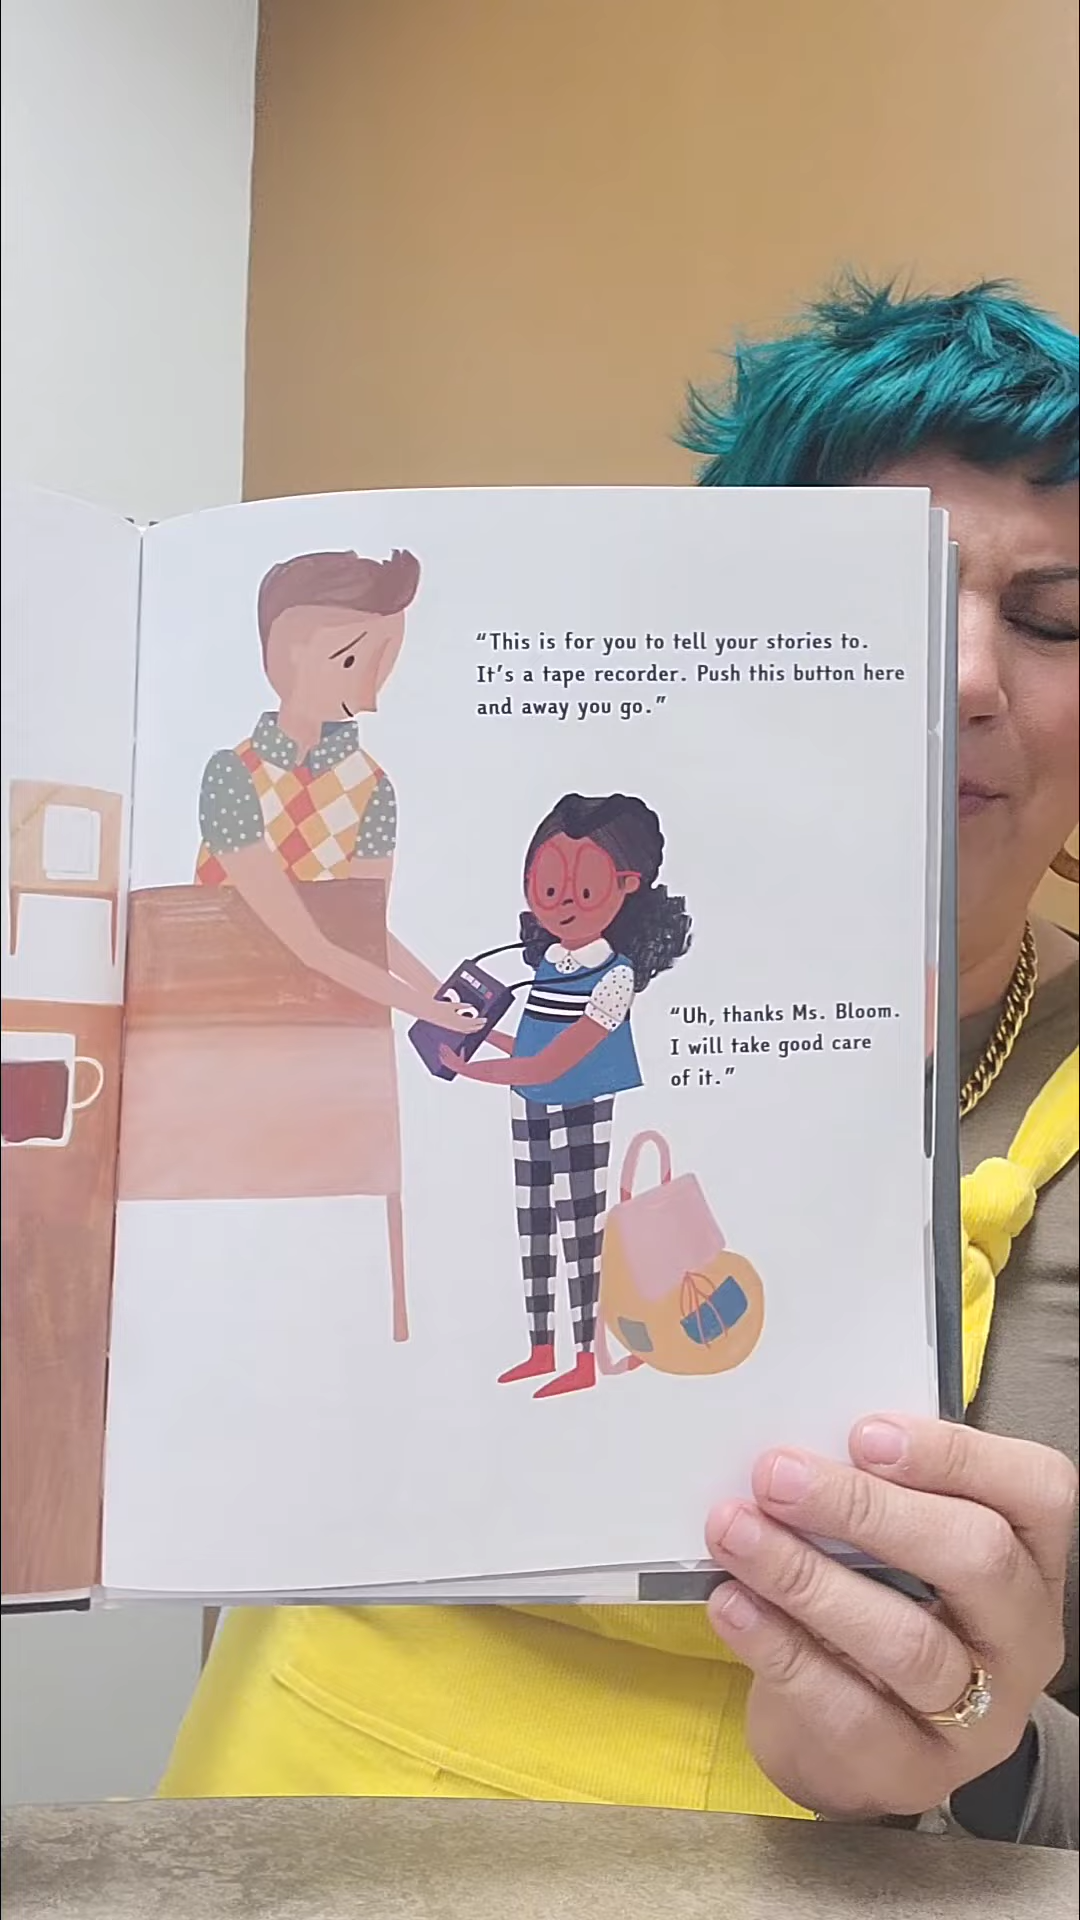 “This is for you to tell your stories to.
It’s a tape recorder. Push this button here
and away you go.”
“Uh, thanks Ms. Bloom.
I will take good care
of it.”